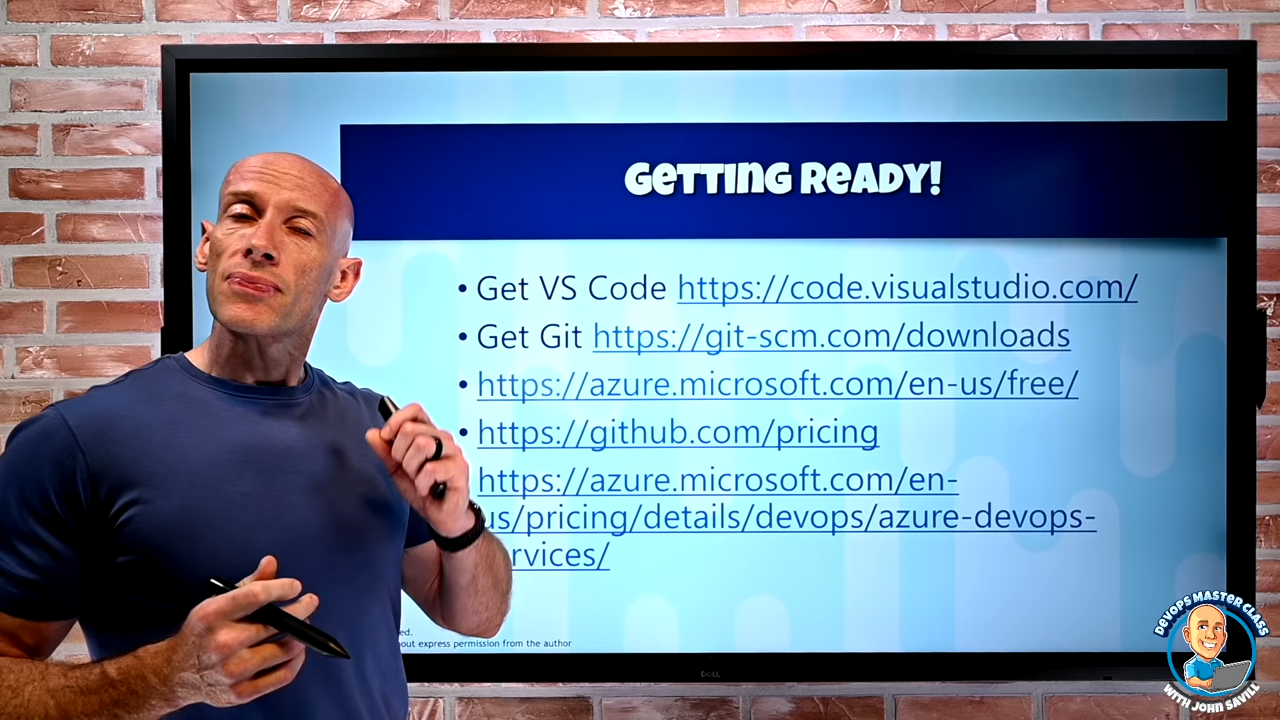 GETTING READY!
• Get VS Code https://code.visualstudio.com/
• Get Git https://git-scm.com/downloads
• https://azure.microsoft.com/en-us/free/
• https://github.com/pricing
https://azure.microsoft.com/en-
us/pricing/details/devops/azure-devops-
rvices/
ed.
out express permission from the author
DELL
DEVOPS MASTER CLASS
WITH JOHN SAVILL